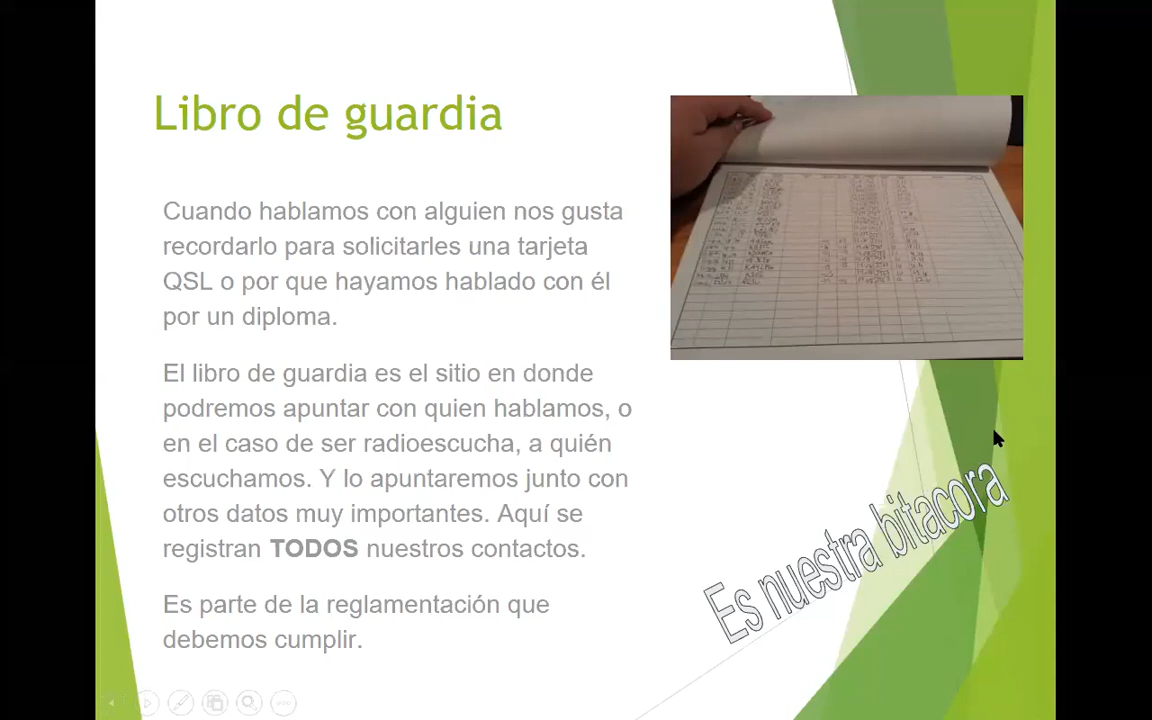 Libro de guardia
Cuando hablamos con alguien nos gusta
recordarlo para solicitarles una tarjeta
QSL o por que hayamos hablado con él
por un diploma.
El libro de guardia es el sitio en donde
podremos apuntar con quien hablamos, o
en el caso de ser radioescucha, a quién
escuchamos. Y lo apuntaremos junto con
otros datos muy importantes. Aquí se
registran TODOS nuestros contactos.
Es parte de la reglamentación que
debemos cumplir.
Es nuestra bitacora